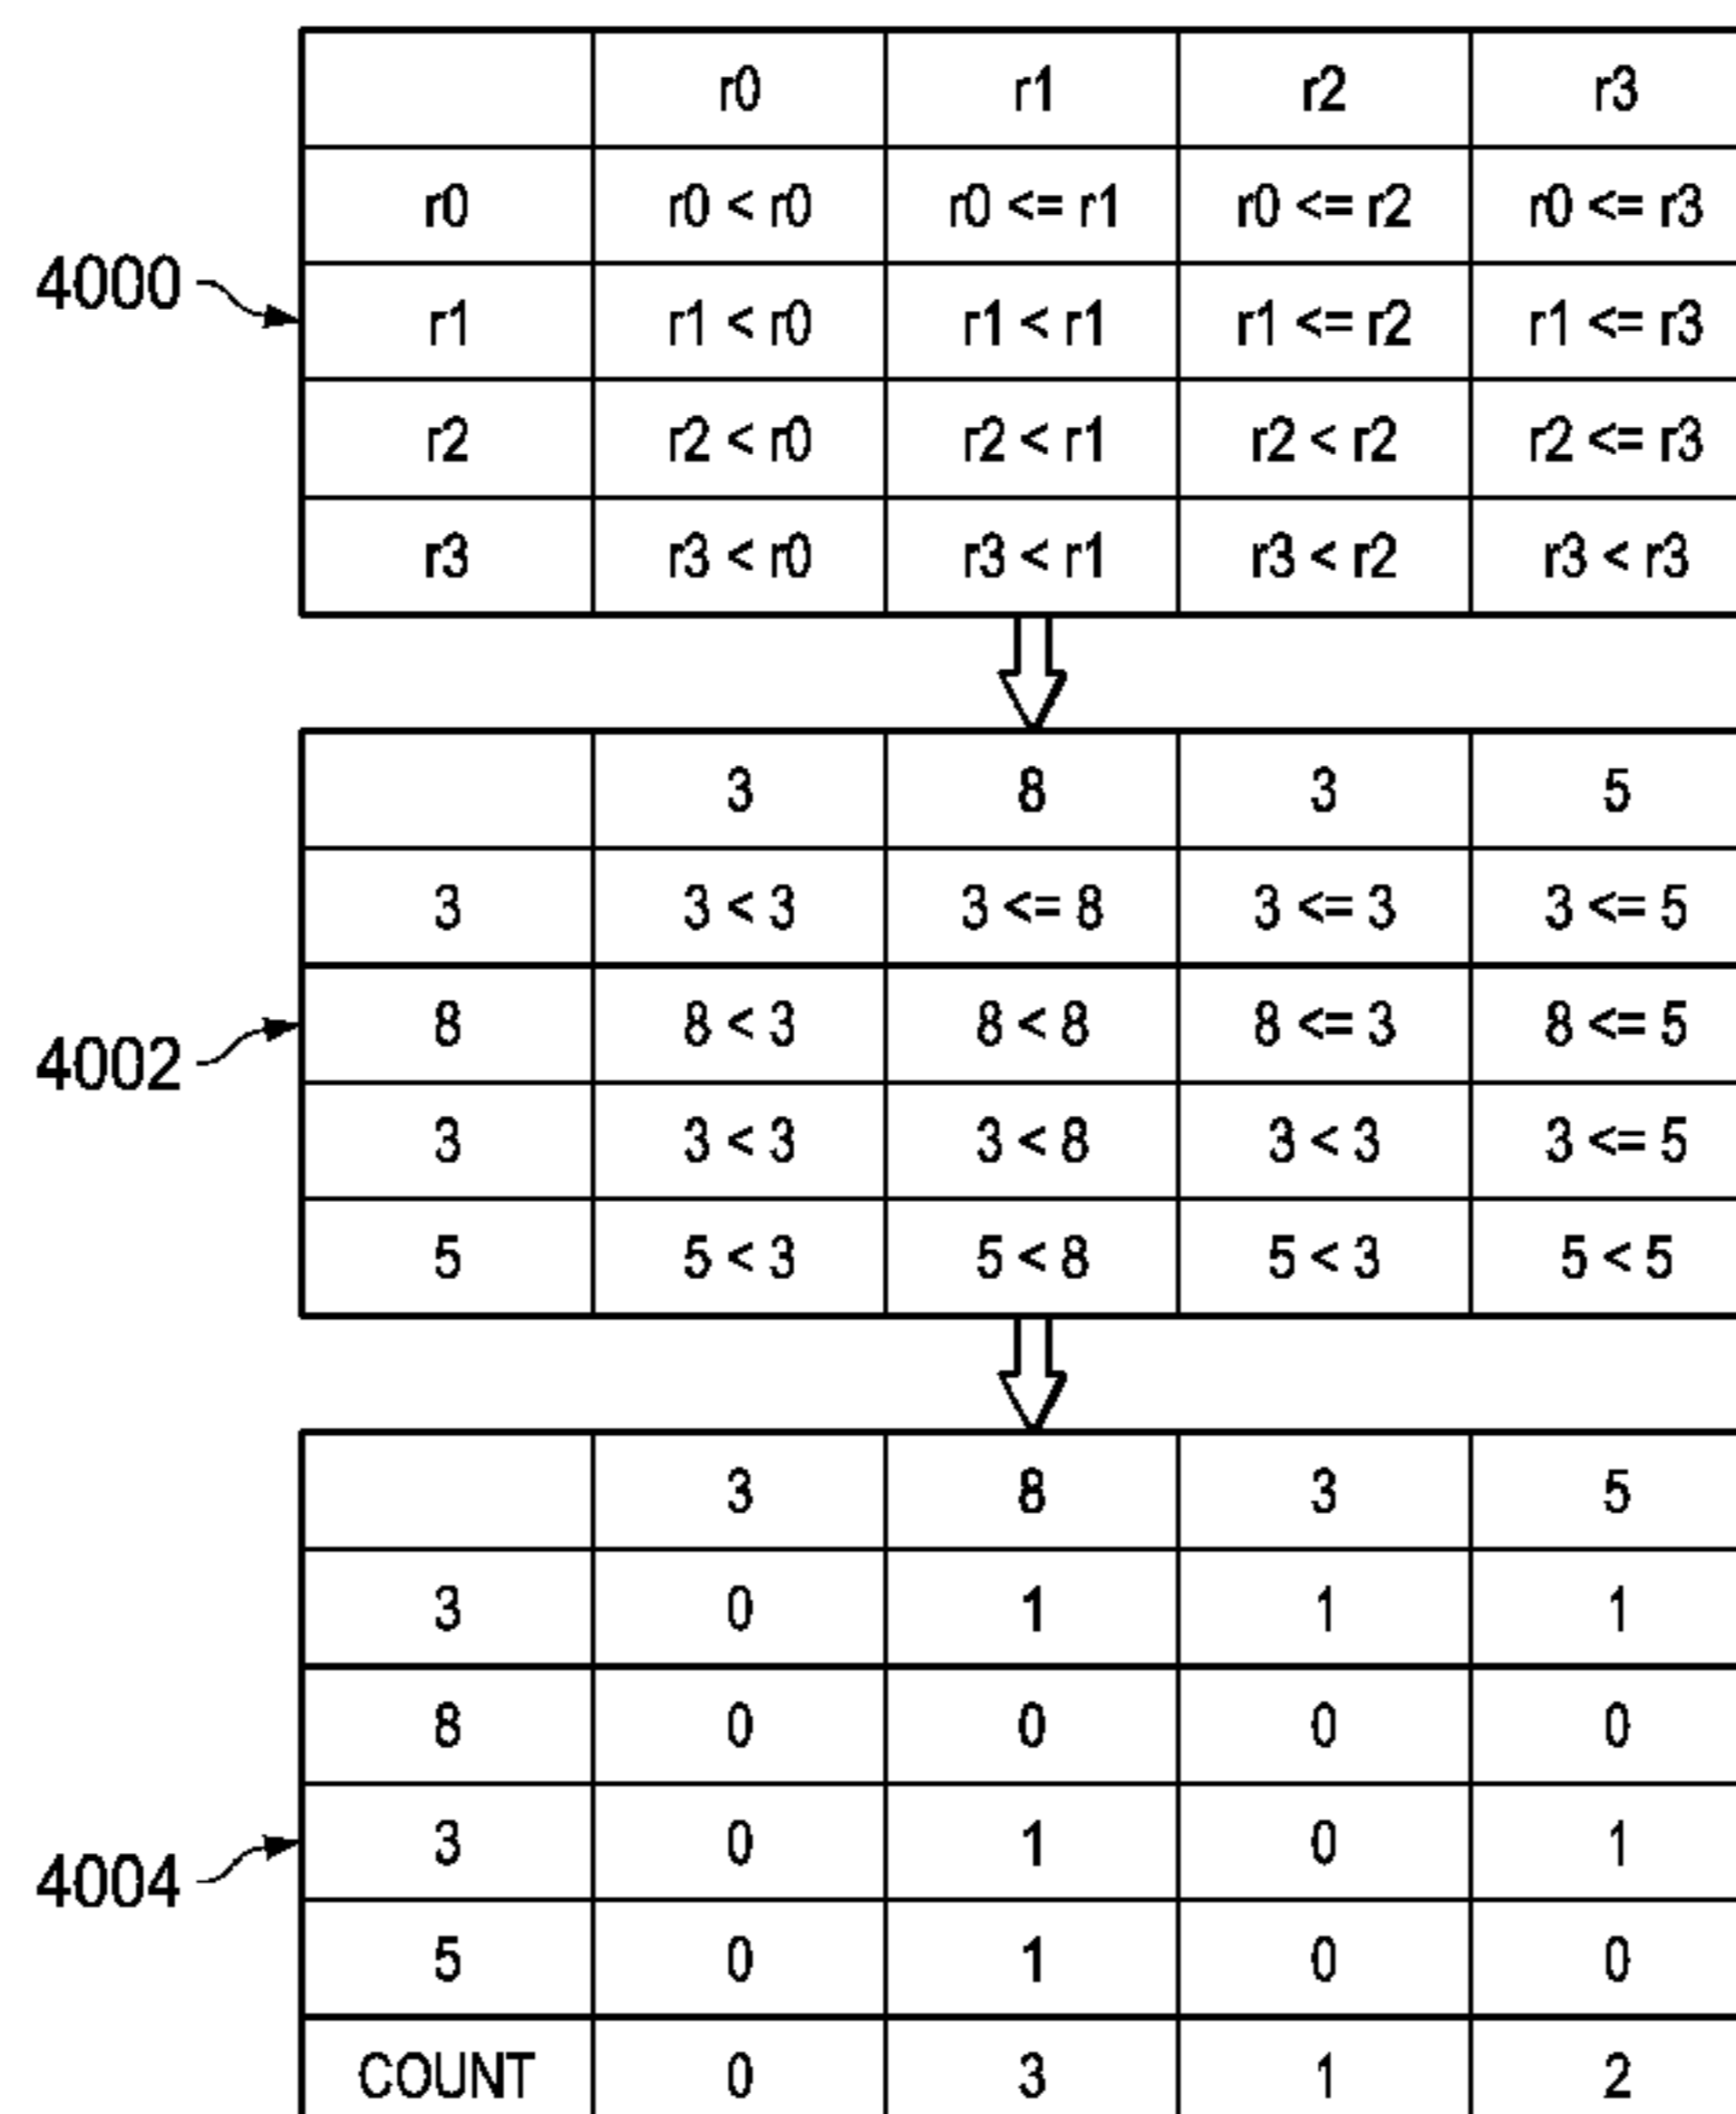 r0 r1 r2 r3
r0 r0 < r0 r0 <= r1 r0 <= r2 r0 <= r3
4000
r1 r1 < r0 r1 < r1 r1 <= r2 r1 <= r3
r2 r2 < r0 r2 < r1 r2 < r2 r2 <= r3
r3 r3 < r0 r3 < r1 r3 < r2 r3 < r3
3 8 3 5
3 3 < 3 3 <= 8 3 <= 3 3 <= 5
8 8 < 3 8 < 8 8 <= 3 8 <= 5
4002
3 3 < 3 3 < 8 3 < 3 3 <= 5
5 5 < 3 5 < 8 5 < 3 5 < 5
3 8 3 5
3 0 1 1 1
8 0 0 0 0
3 0 1 0 1
4004
5 0 1 0 0
COUNT 0 3 1 2